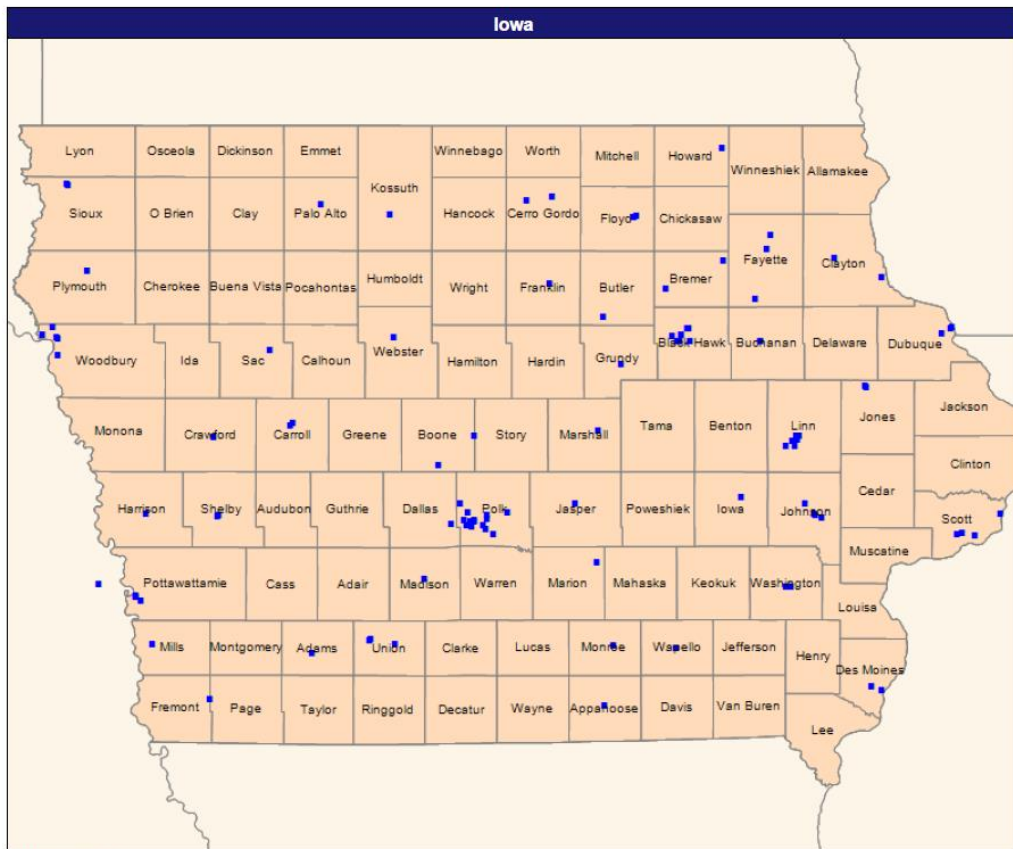 Iowa
Lyon Osceola Dickinson Emmet Winnebago Worth Mitchell Howard Winneshiek Allamakee
Kossuth
Sioux O Brien Clay Palo Alto Hancock Cerro Gordo Floyd Chickasaw
Plymouth Cherokee Buena Vista Pocahontas Humboldt Wright Franklin Butler Bremer Fayette Clayton
Woodbury Ida Sac Calhoun Webster Hamilton Hardin Grundy Black Hawk Buchanan Delaware Dubuque
Monona Crawford Carroll Greene Boone Story Marshall Tama Benton Linn Jones Jackson
Clinton
Harrison Shelby Audubon Guthrie Dallas Polk Jasper Poweshiek Iowa Johnson Cedar Scott
Muscatine
Pottawattamie Cass Adair Madison Warren Marion Mahaska Keokuk Washington Louisa
Mills Montgomery Adams Union Clarke Lucas Monroe Wapello Jefferson Henry Des Moines
Fremont Page Taylor Ringgold Decatur Wayne Appanoose Davis Van Buren Lee